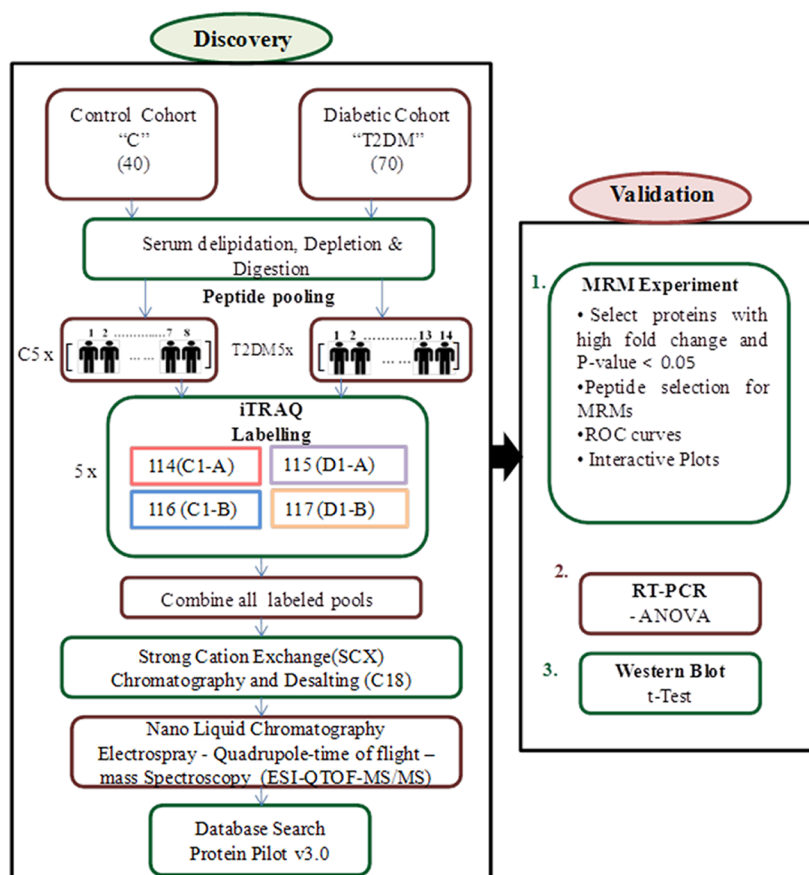 Discovery
Control Cohort
“C”
(40)
Diabetic Cohort
“T2DM”
(70)
Serum delipidation, Depletion &
Digestion
Peptide pooling
C5 x
[ 1 2 ................ 7 8 ]
... ...
T2DM5x
[ 1 2 ................ 13 14 ]
... ...
iTRAQ
Labelling
5 x
114(C1-A)
115 (D1-A)
116 (C1-B)
117 (D1-B)
Combine all labeled pools
Strong Cation Exchange(SCX)
Chromatography and Desalting (C18)
Nano Liquid Chromatography
Electrospray - Quadrupole-time of flight –
mass Spectroscopy (ESI-QTOF-MS/MS)
Database Search
Protein Pilot v3.0
Validation
1.
MRM Experiment
• Select proteins with
high fold change and
P-value < 0.05
•Peptide selection for
MRMs
•ROC curves
• Interactive Plots
2.
RT-PCR
- ANOVA
3.
Western Blot
t-Test